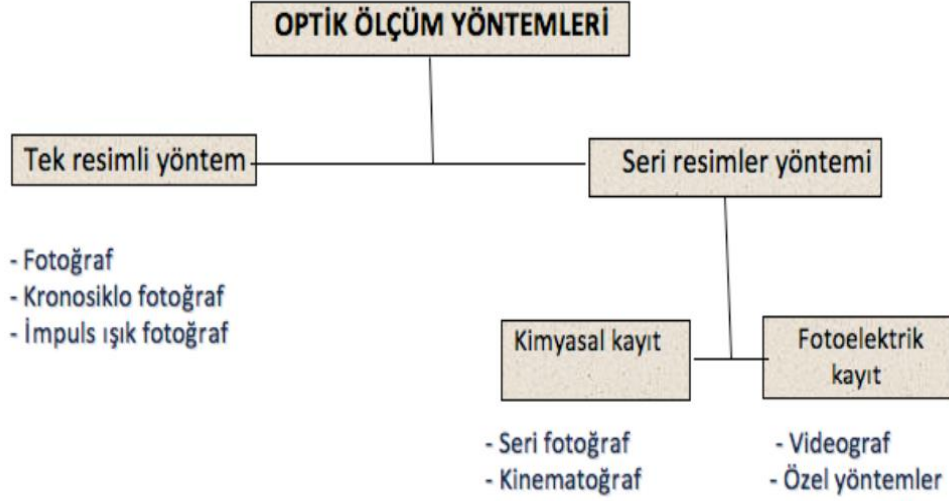 OPTİK ÖLÇÜM YÖNTEMLERİ
Tek resimli yöntem
Seri resimler yöntemi
- Fotoğraf
- Kronosiklo fotoğraf
- İmpuls ışık fotoğraf
Kimyasal kayıt
Fotoelektrik
kayıt
- Seri fotoğraf
- Kinematoğraf
- Videograf
- Özel yöntemler